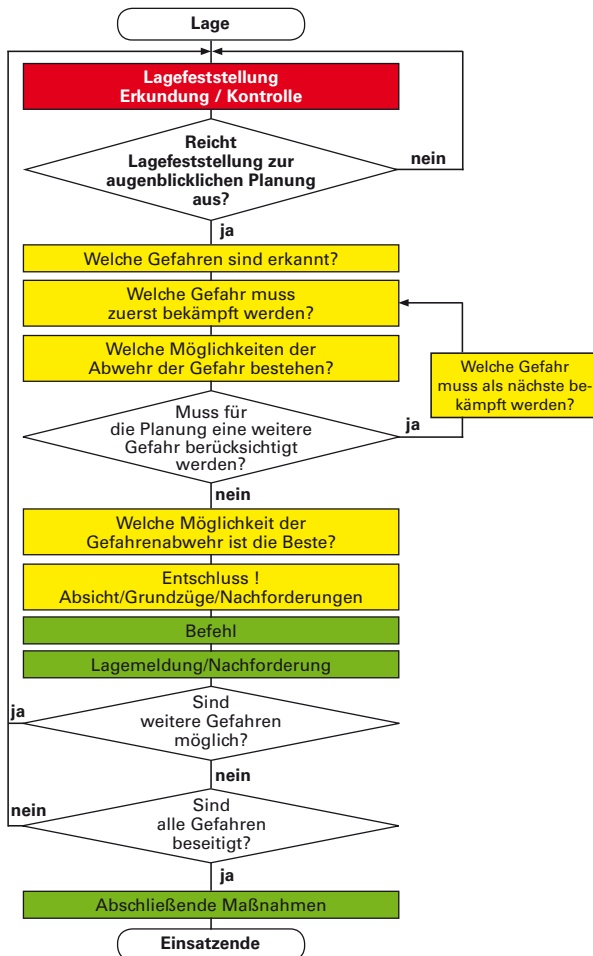 Lage
Lagefeststellung
Erkundung / Kontrolle
Reicht
Lagefeststellung zur
augenblicklichen Planung
aus?
nein
ja
Welche Gefahren sind erkannt?
Welche Gefahr muss
zuerst bekämpft werden?
Welche Möglichkeiten der
Abwehr der Gefahr bestehen?
Welche Gefahr
muss als nächste be-
kämpft werden?
Muss für
die Planung eine weitere
Gefahr berücksichtigt
werden?
ja
nein
Welche Möglichkeit der
Gefahrenabwehr ist die Beste?
Entschluss !
Absicht/Grundzüge/Nachforderungen
Befehl
Lagemeldung/Nachforderung
Sind
weitere Gefahren
möglich?
ja
nein
Sind
alle Gefahren
beseitigt?
nein
ja
Abschließende Maßnahmen
Einsatzende